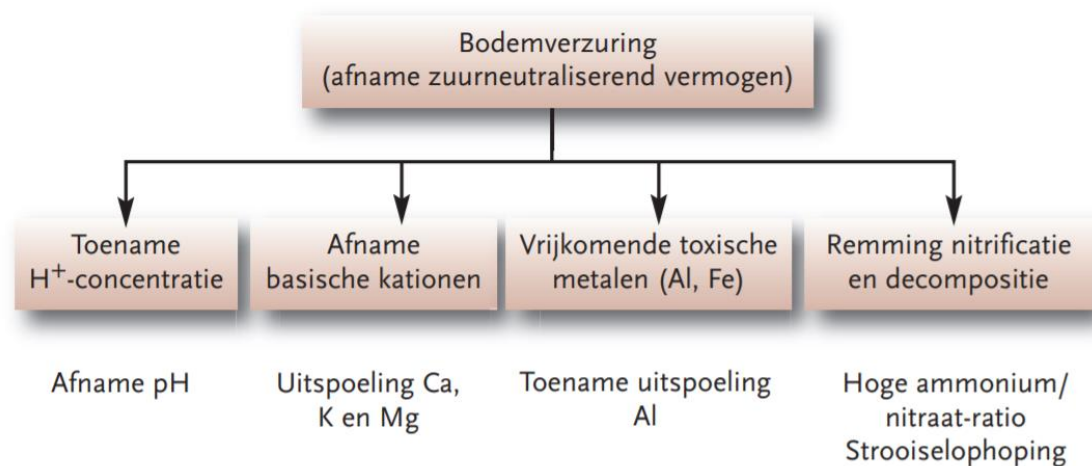 Bodemverzuring
(afname zuurneutraliserend vermogen)
Toename
H⁺-concentratie
Afname
basische kationen
Vrijkomende toxische
metalen (Al, Fe)
Remming nitrificatie
en decompositie
Afname pH
Uitspoeling Ca,
K en Mg
Toename uitspoeling
Al
Hoge ammonium/
nitraat-ratio
Strooiselophoping